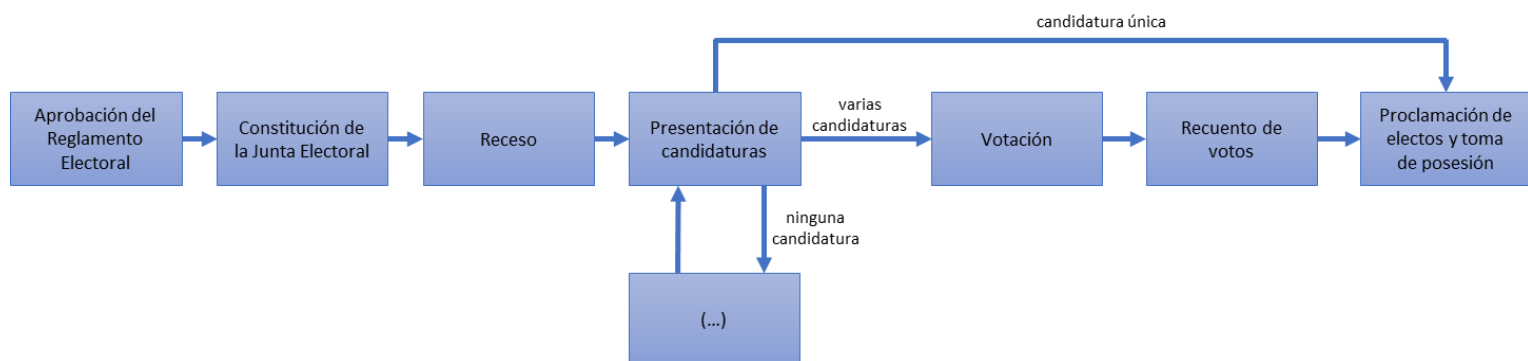 candidatura única
Aprobación del
Reglamento
Electoral
Constitución de
la Junta Electoral
Receso
Presentación de
candidaturas
varias
candidaturas
Votación
Recuento de
votos
Proclamación de
electos y toma
de posesión
ninguna
candidatura
(...)